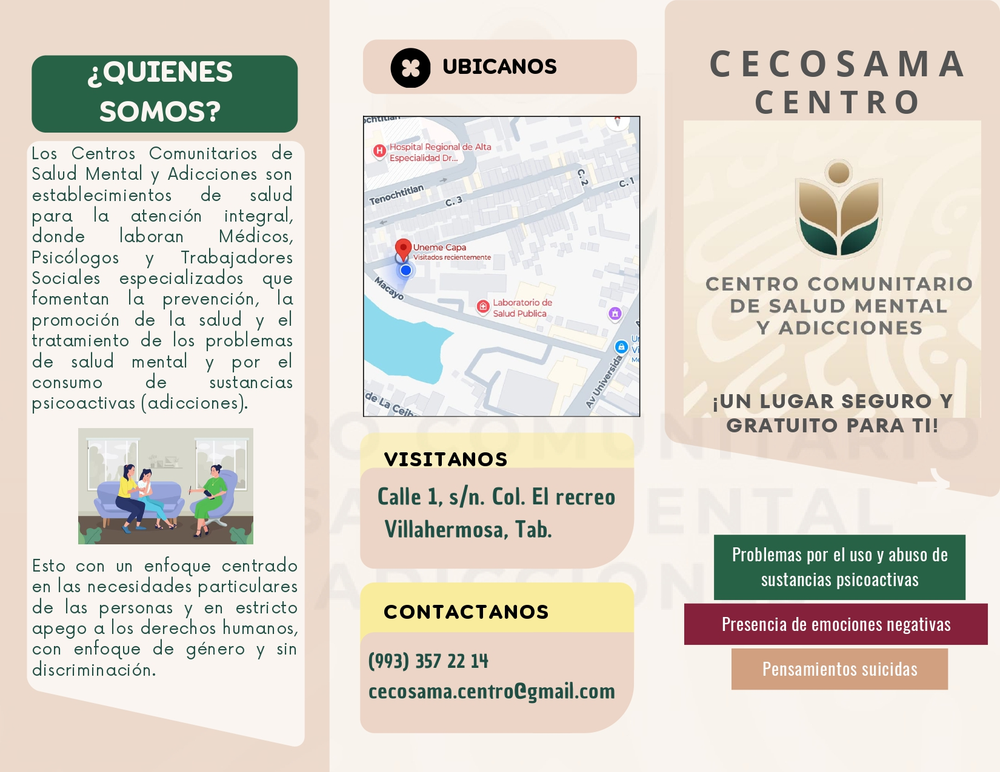 ¿QUIENES
SOMOS?
Los Centros Comunitarios de
Salud Mental y Adicciones son
establecimientos de salud
para la atención integral,
donde laboran Médicos,
Psicólogos y Trabajadores
Sociales especializados que
fomentan la prevención, la
promoción de la salud y el
tratamiento de los problemas
de salud mental y por el
consumo de sustancias
psicoactivas (adicciones).
Esto con un enfoque centrado
en las necesidades particulares
de las personas y en estricto
apego a los derechos humanos,
con enfoque de género y sin
discriminación.
UBICANOS
Hospital Regional de Alta
Especialidad Dr...
Tenochtitlan
C. 3
C. 2
C. 1
Uneme Capa
Visitados recientemente
Macayo
Laboratorio de
Salud Publica
Av Universida
de La Ceib
VISITANOS
Calle 1, s/n. Col. El recreo
Villahermosa, Tab.
CONTACTANOS
(993) 357 22 14
cecosama.centro@gmail.com
CECOSAMA
CENTRO
CENTRO COMUNITARIO
DE SALUD MENTAL
Y ADICCIONES
¡UN LUGAR SEGURO Y
GRATUITO PARA TI!
Problemas por el uso y abuso de
sustancias psicoactivas
Presencia de emociones negativas
Pensamientos suicidas